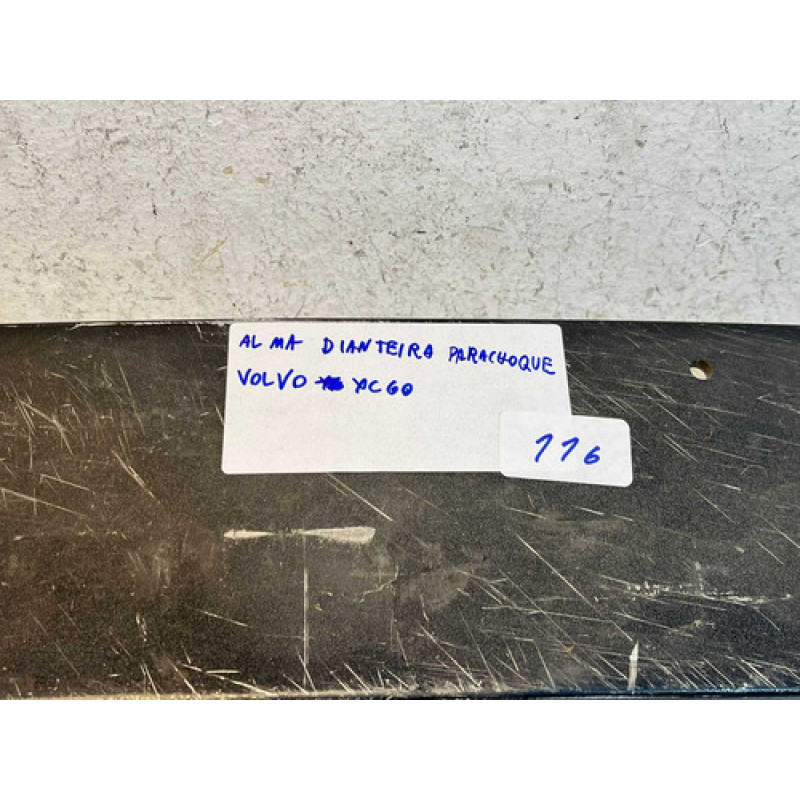 ALMA DIANTEIRA PARACHOQUE
VOLVO XC60
116